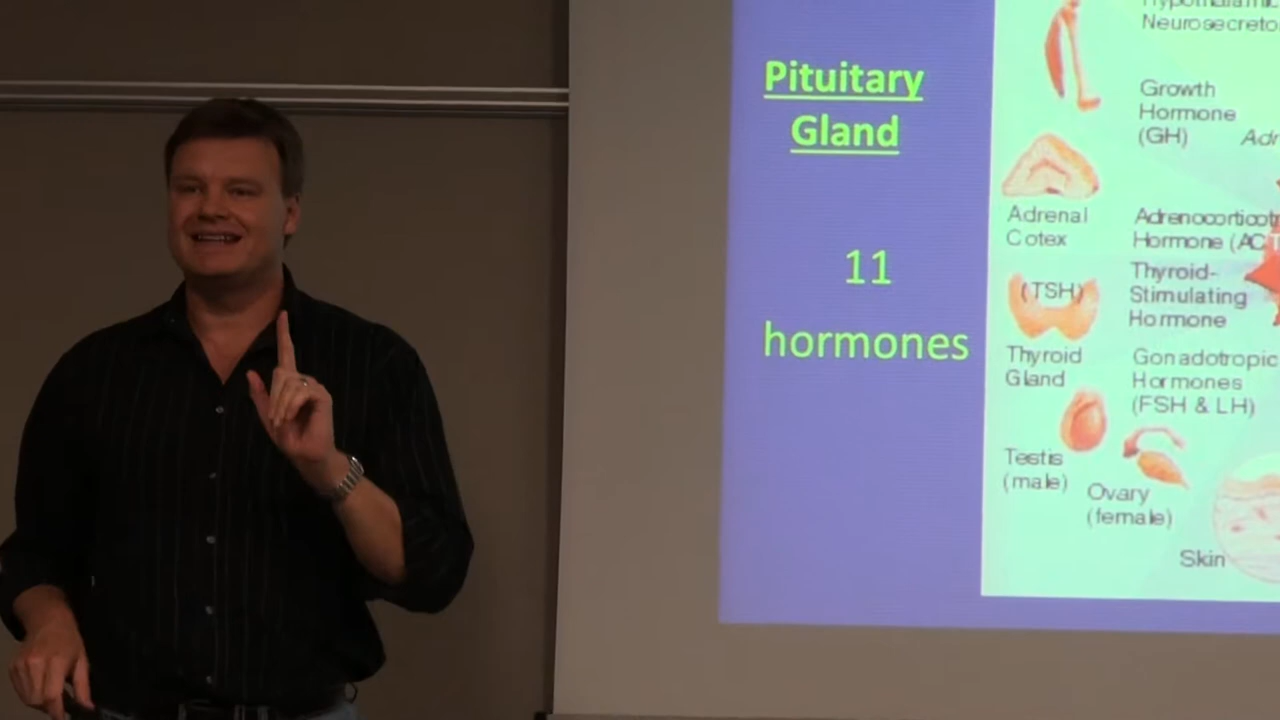 Pituitary
Gland
11
hormones
Growth
Hormone
(GH)
Adrenal
Cotex
Hormone
(TSH)
Thyroid-
Stimulating
Hormone
Thyroid
Gland
Gonadotropic
Hormones
(FSH & LH)
Testis
(male)
Ovary
(female)
Skin